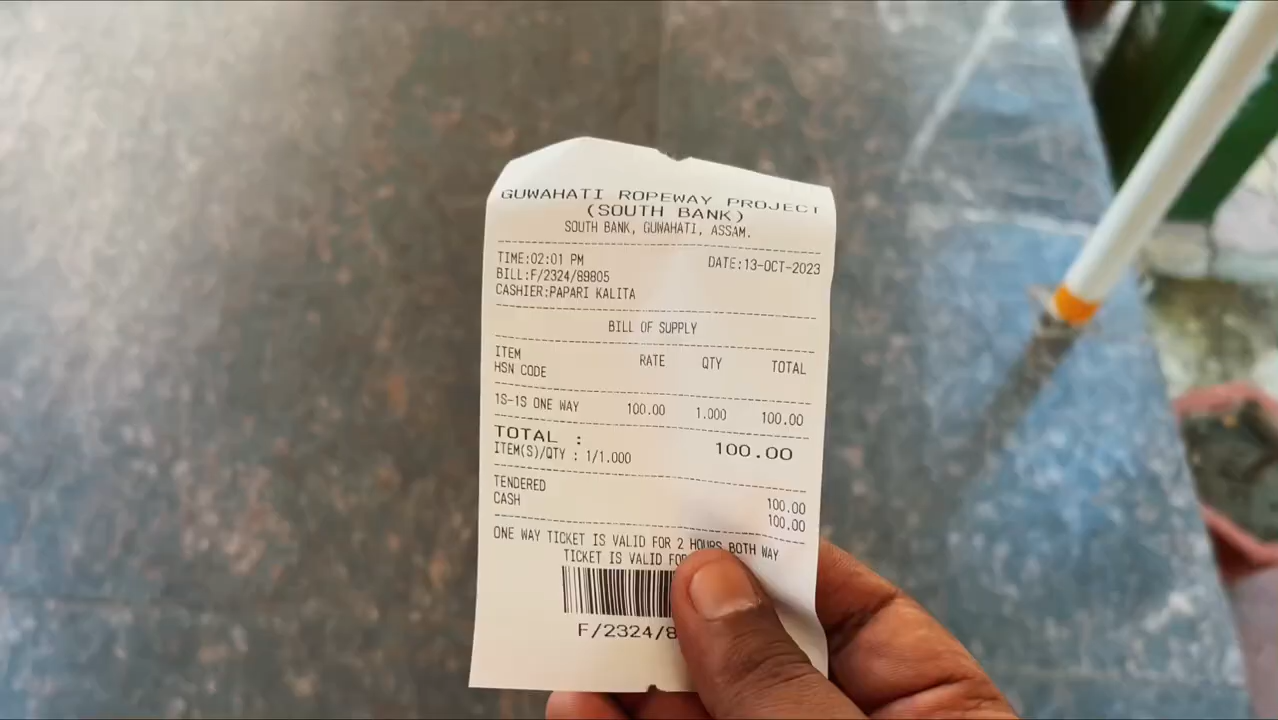 GUWAHATI ROPEWAY PROJECT
(SOUTH BANK)
SOUTH BANK, GUWAHATI, ASSAM.
TIME:02:01 PM DATE:13-OCT-2023
BILL:F/2324/89805
CASHIER:PAPARI KALITA
BILL OF SUPPLY
ITEM RATE QTY TOTAL
HSN CODE
1S-1S ONE WAY 100.00 1.000 100.00
TOTAL : 100.00
ITEM(S)/QTY : 1/1.000
TENDERED 100.00
CASH 100.00
ONE WAY TICKET IS VALID FOR 2 HOURS BOTH WAY
TICKET IS VALID FOR
F/2324/8